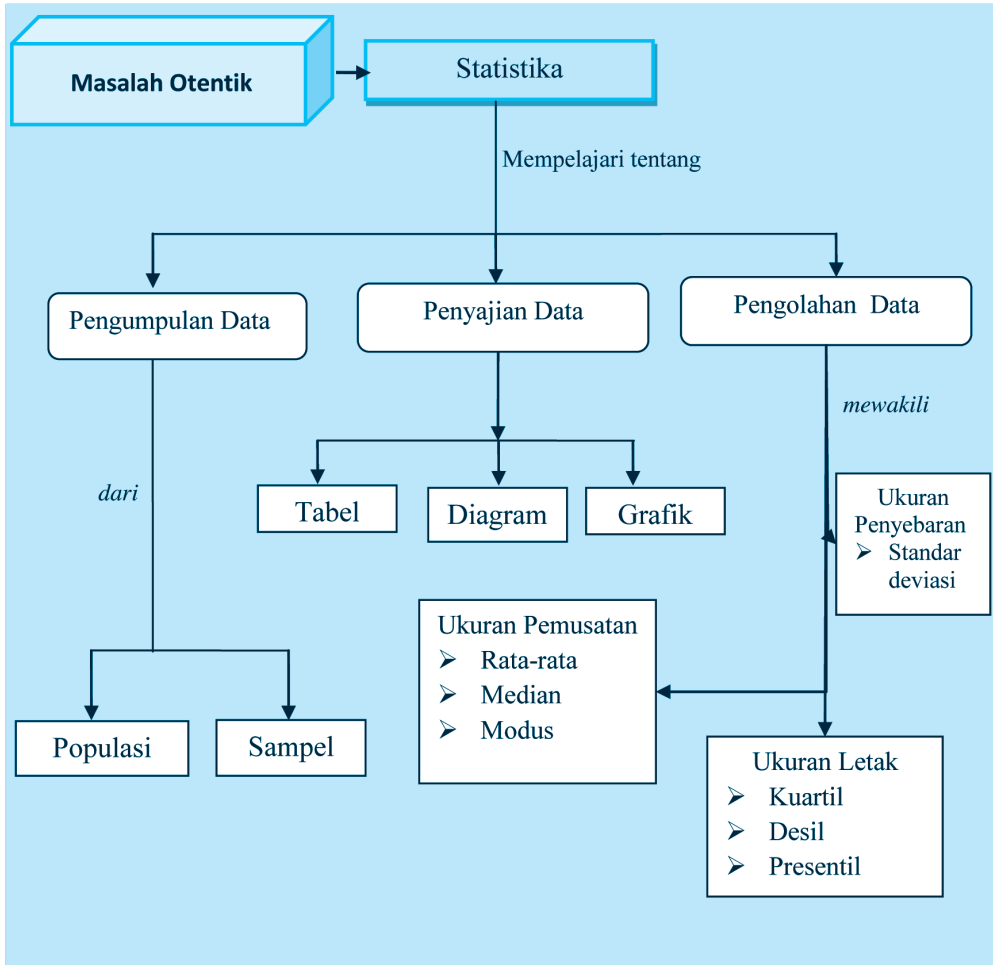 Masalah Otentik
Statistika
Mempelajari tentang
Pengumpulan Data
Penyajian Data
Pengolahan Data
mewakili
dari
Tabel
Diagram
Grafik
Ukuran
Penyebaran
➢ Standar
deviasi
Ukuran Pemusatan
➢ Rata-rata
➢ Median
➢ Modus
Populasi
Sampel
Ukuran Letak
➢ Kuartil
➢ Desil
➢ Presentil